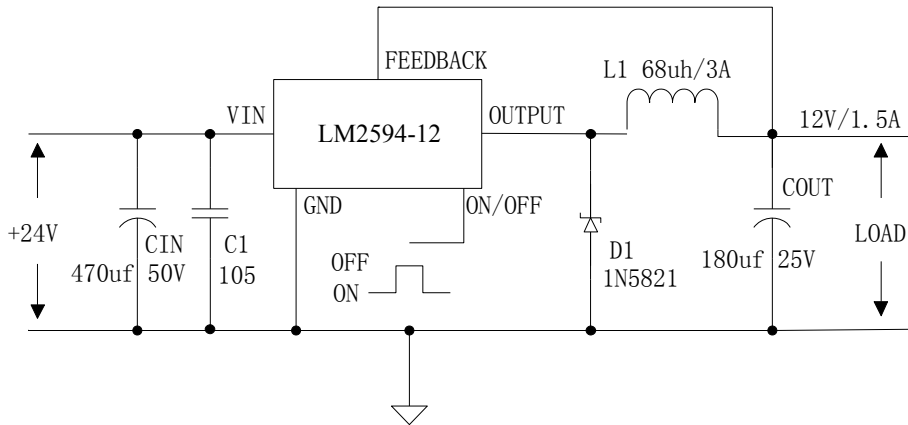 FEEDBACK
L1 68uh/3A
VIN
OUTPUT
12V/1.5A
LM2594-12
GND
ON/OFF
COUT
+24V
CIN
C1
OFF
D1
LOAD
470uf 50V
105
ON
1N5821
180uf 25V